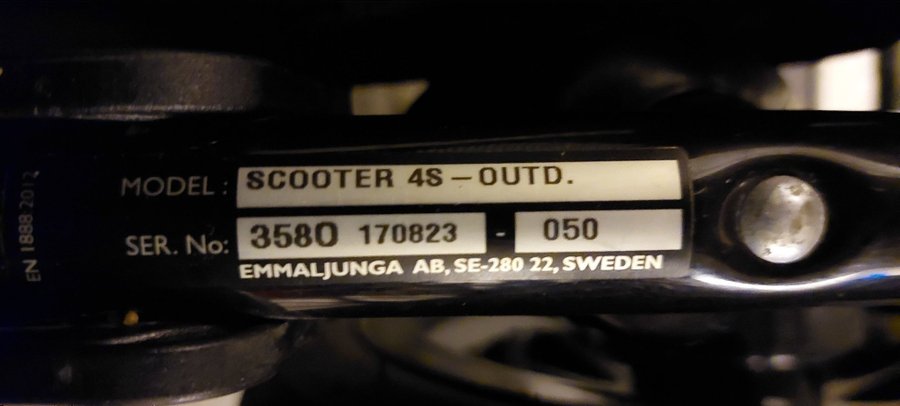 MODEL : SCOOTER 4S – OUTD.
SER. No: 3580 170823 - 050
EMMALJUNGA AB, SE-280 22, SWEDEN
EN 1888:2012